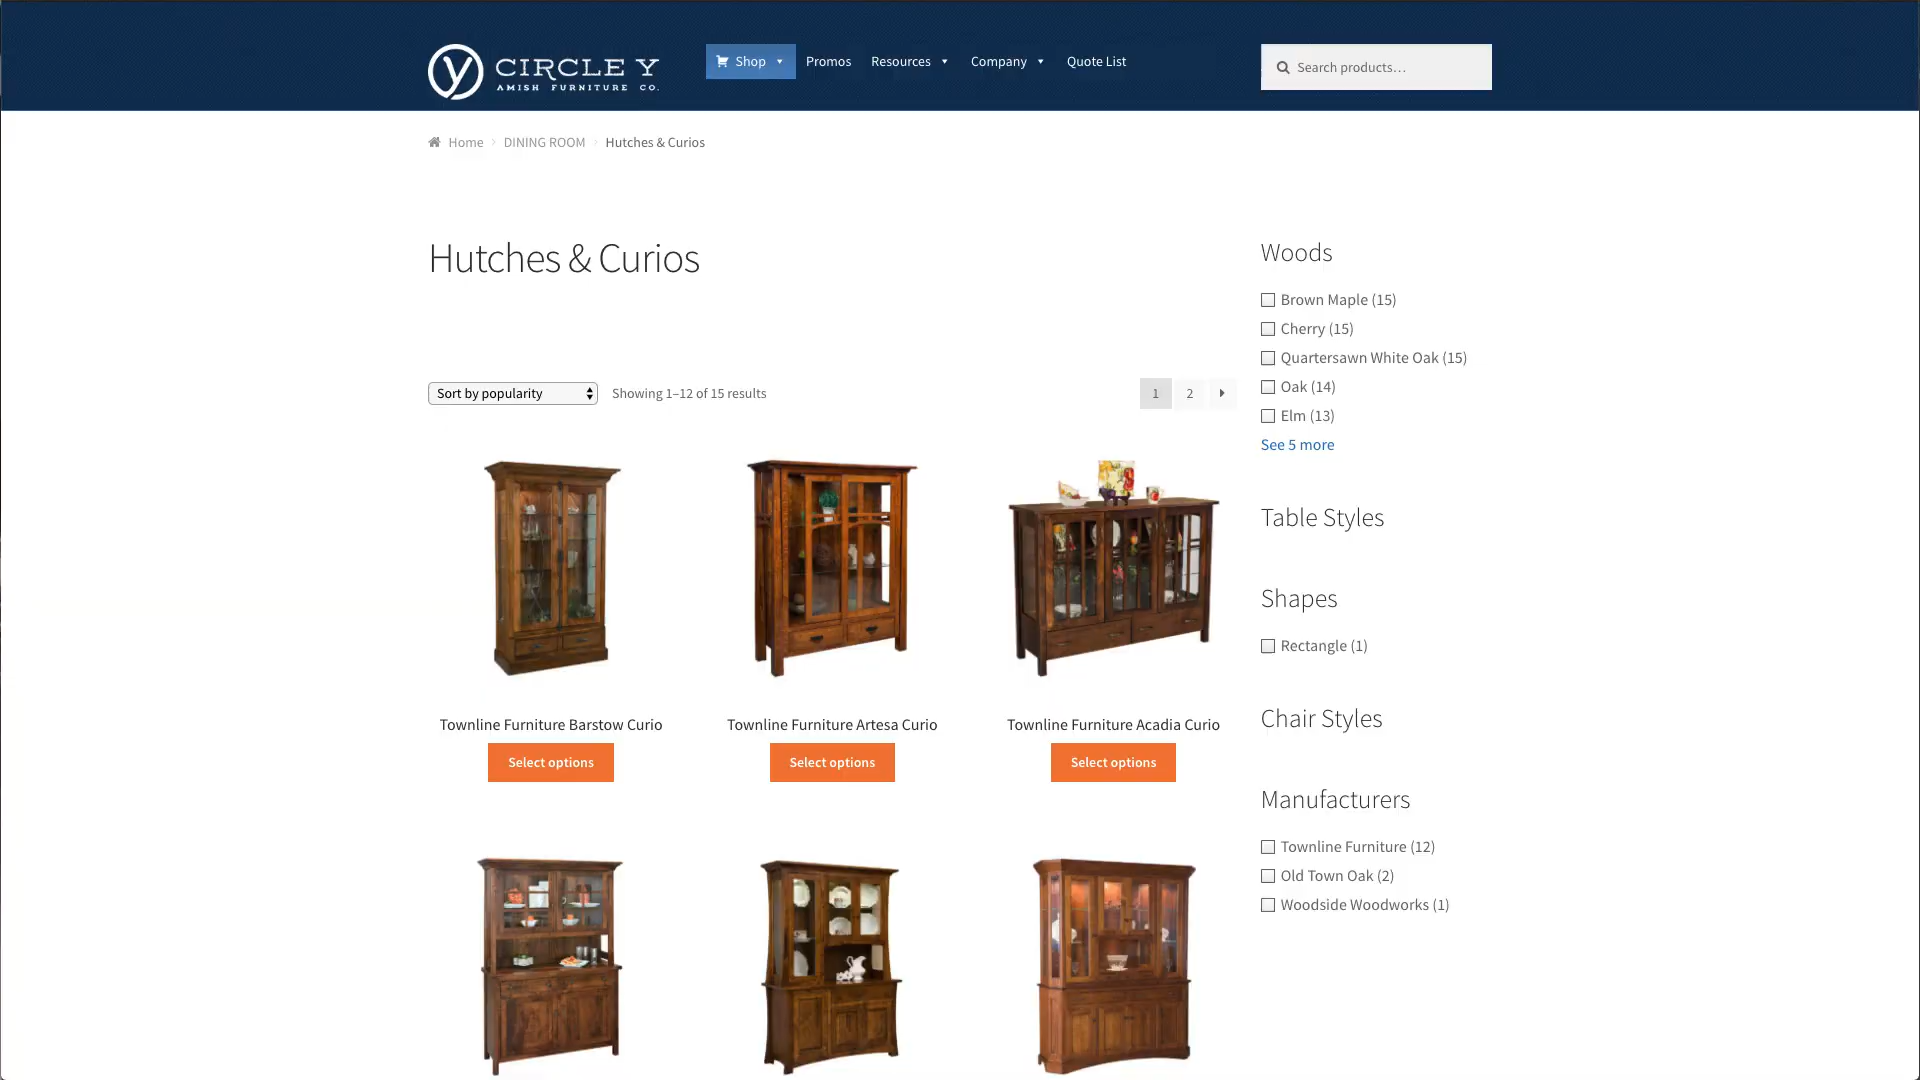 CIRCLE Y
AMISH FURNITURE CO.
Shop
Promos
Resources
Company
Quote List
Search products…
Home
DINING ROOM
Hutches & Curios
Hutches & Curios
Sort by popularity
Showing 1–12 of 15 results
1
2
Townline Furniture Barstow Curio
Select options
Townline Furniture Artesa Curio
Select options
Townline Furniture Acadia Curio
Select options
Woods
Brown Maple (15)
Cherry (15)
Quartersawn White Oak (15)
Oak (14)
Elm (13)
See 5 more
Table Styles
Shapes
Rectangle (1)
Chair Styles
Manufacturers
Townline Furniture (12)
Old Town Oak (2)
Woodside Woodworks (1)